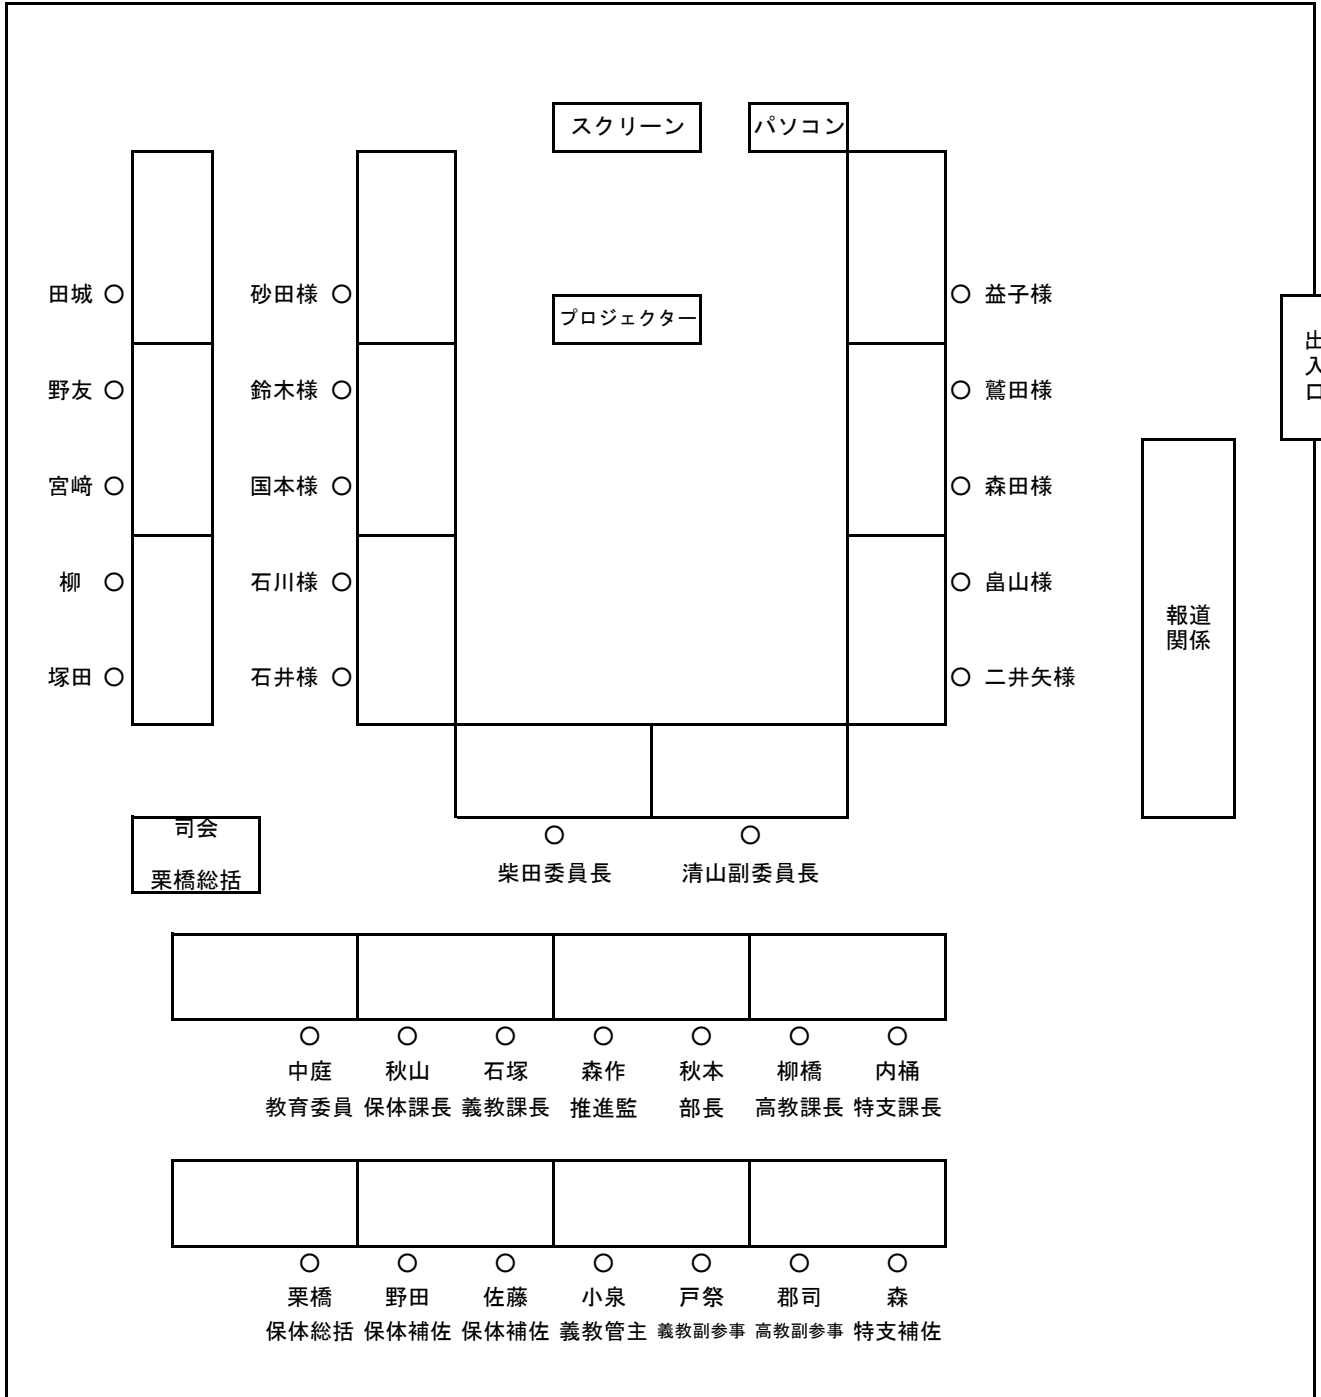 スクリーン
パソコン
田城
砂田様
プロジェクター
益子様
出入口
野友
鈴木様
鷲田様
宮﨑
国本様
森田様
柳
石川様
畠山様
報道
関係
塚田
石井様
二井矢様
司会
栗橋総括
柴田委員長
清山副委員長
中庭
秋山
石塚
森作
秋本
柳橋
内桶
教育委員
保体課長
義教課長
推進監
部長
高教課長
特支課長
栗橋
野田
佐藤
小泉
戸祭
郡司
森
保体総括
保体補佐
保体補佐
義教管主
義教副参事
高教副参事
特支補佐